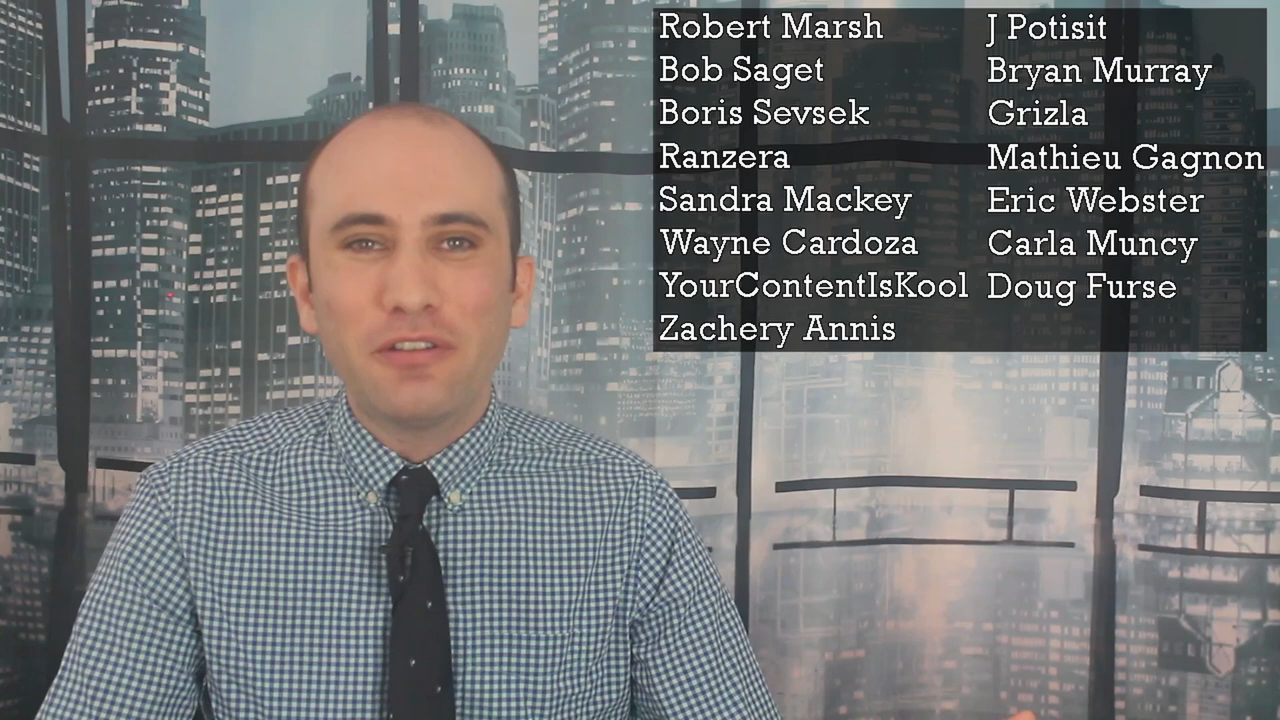 Robert Marsh
Bob Saget
Boris Sevsek
Ranzera
Sandra Mackey
Wayne Cardoza
YourContentIsKool
Zachery Annis
J Potisit
Bryan Murray
Grizla
Mathieu Gagnon
Eric Webster
Carla Muncy
Doug Furse